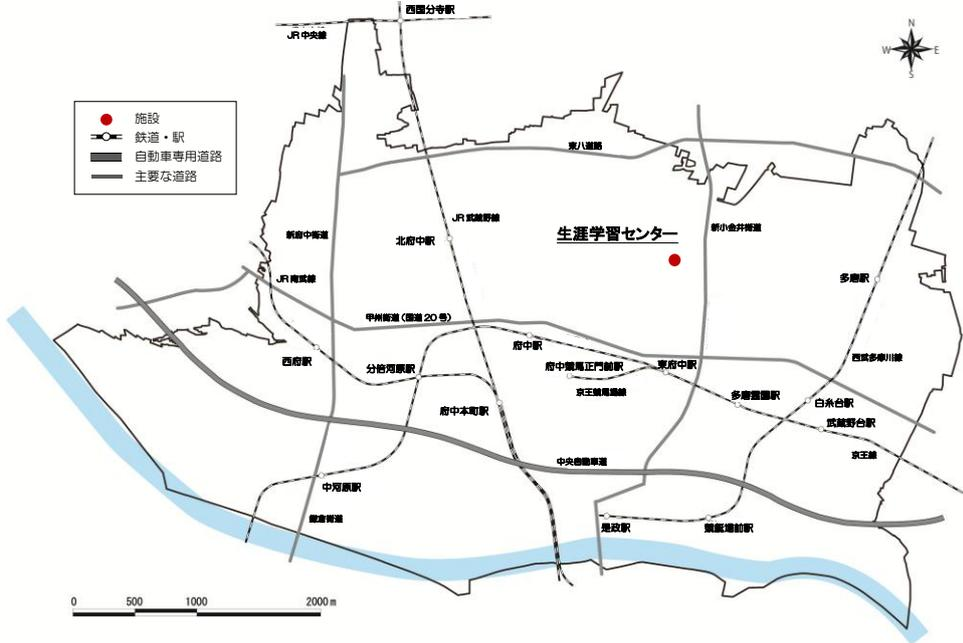 西国分寺駅
JR中央線
N
W
E
S
施設
鉄道・駅
自動車専用道路
主要な道路
東八道路
JR武蔵野線
新府中街道
北府中駅
生涯学習センター
新小金井街道
JR南武線
多磨駅
甲州街道(国道20号)
府中駅
西府駅
分倍河原駅
府中競馬正門前駅
東府中駅
西武多摩川線
京王競馬場線
多磨霊園駅
白糸台駅
府中本町駅
武蔵野台駅
京王線
中央自動車道
中河原駅
鎌倉街道
是政駅
競艇場前駅
0 500 1000 2000m